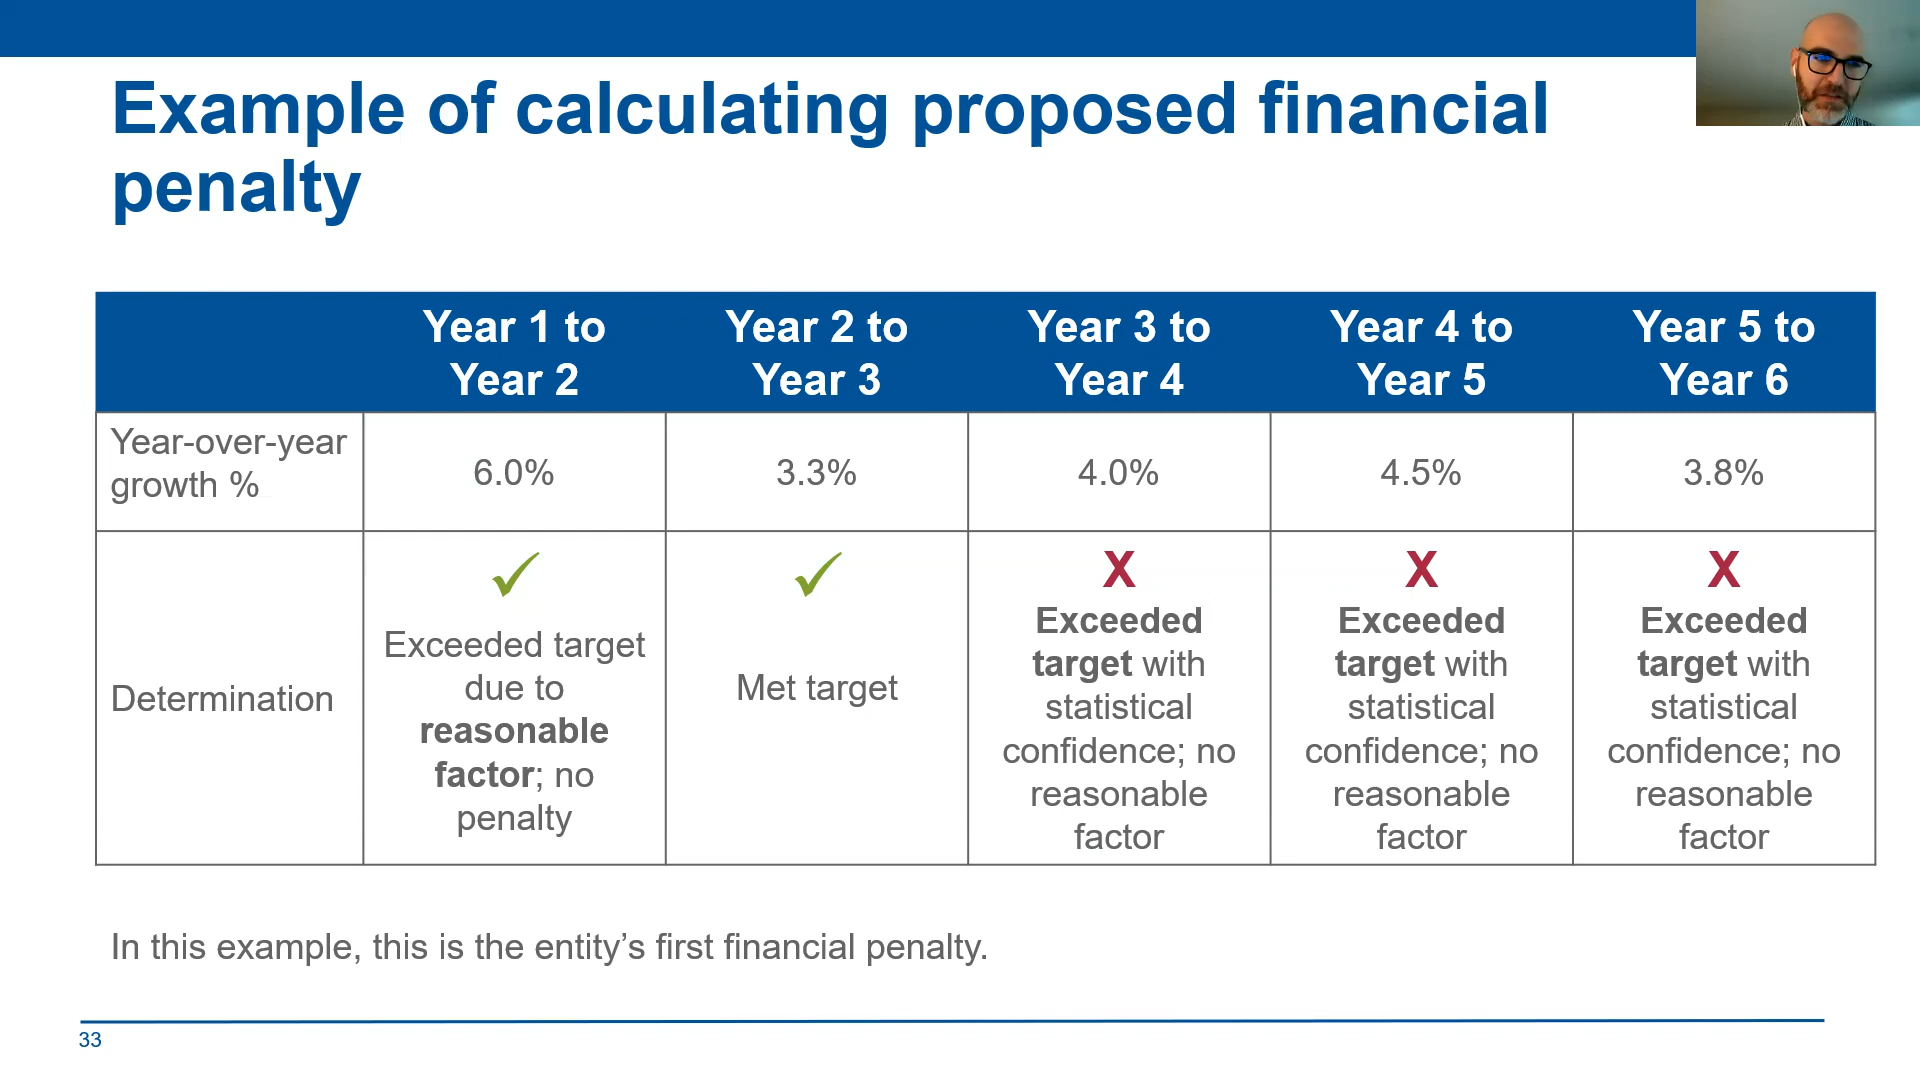 Example of calculating proposed financial
penalty
Year 1 to
Year 2
Year 2 to
Year 3
Year 3 to
Year 4
Year 4 to
Year 5
Year 5 to
Year 6
Year-over-year
growth %
6.0%
3.3%
4.0%
4.5%
3.8%
Determination
✓
Exceeded target
due to
reasonable
factor; no
penalty
✓
Met target
X
Exceeded
target with
statistical
confidence; no
reasonable
factor
X
Exceeded
target with
statistical
confidence; no
reasonable
factor
X
Exceeded
target with
statistical
confidence; no
reasonable
factor
In this example, this is the entity’s first financial penalty.
33